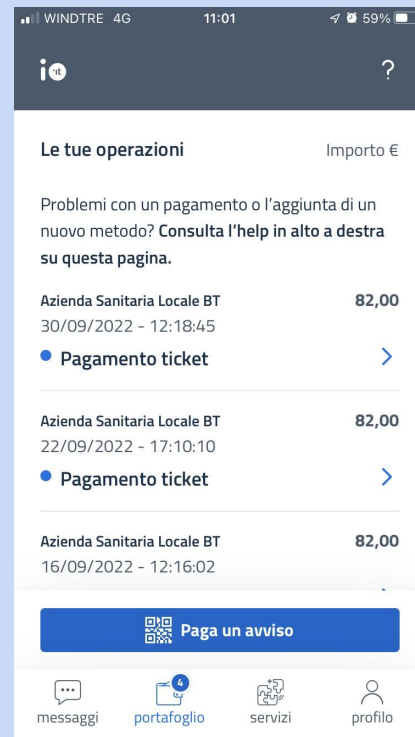 WINDTRE 4G 11:01 59%
io it ?
Le tue operazioni Importo €
Problemi con un pagamento o l'aggiunta di un
nuovo metodo? Consulta l'help in alto a destra
su questa pagina.
Azienda Sanitaria Locale BT 82,00
30/09/2022 - 12:18:45
Pagamento ticket
Azienda Sanitaria Locale BT 82,00
22/09/2022 - 17:10:10
Pagamento ticket
Azienda Sanitaria Locale BT 82,00
16/09/2022 - 12:16:02
Paga un avviso
4
messaggi portafoglio servizi profilo